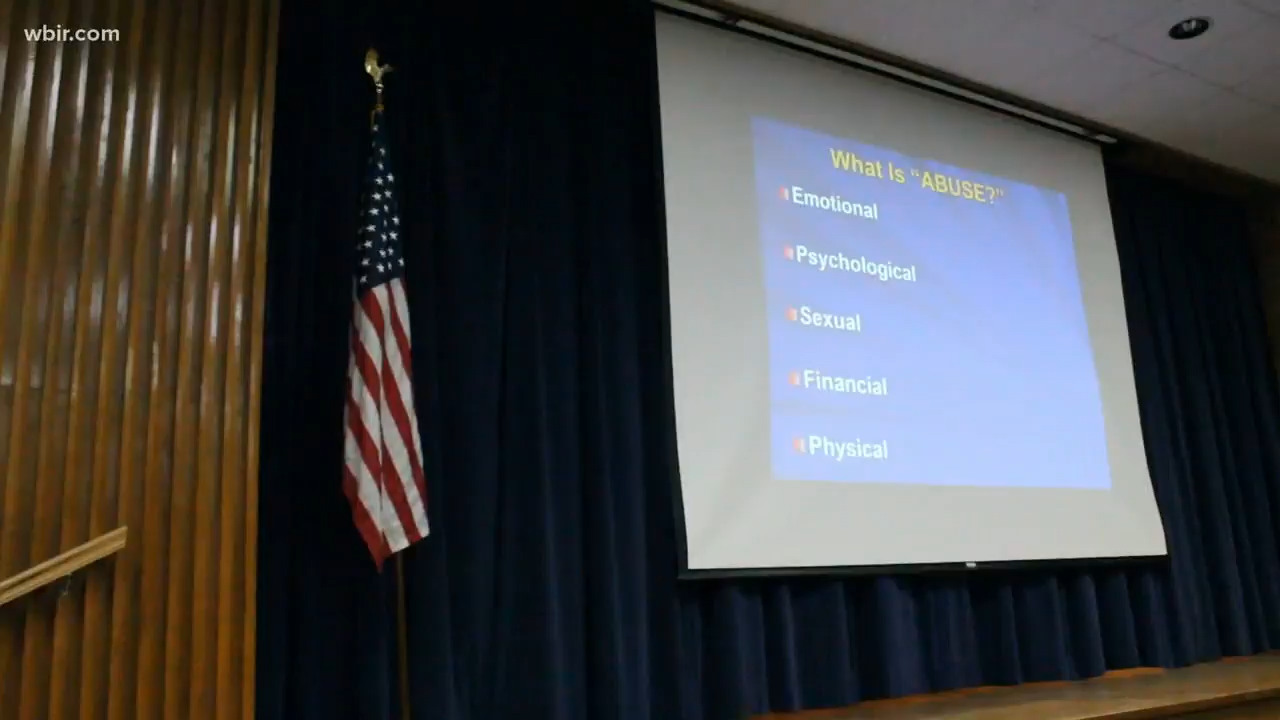 wbir.com
What Is "ABUSE?"
Emotional
Psychological
Sexual
Financial
Physical